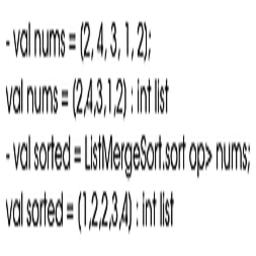 - val nums = (2, 4, 3, 1, 2);
val nums = (2,4,3,1,2) : int list
- val sorted = ListMergeSort.sort op> nums;
val sorted = (1,2,2,3,4) : int list